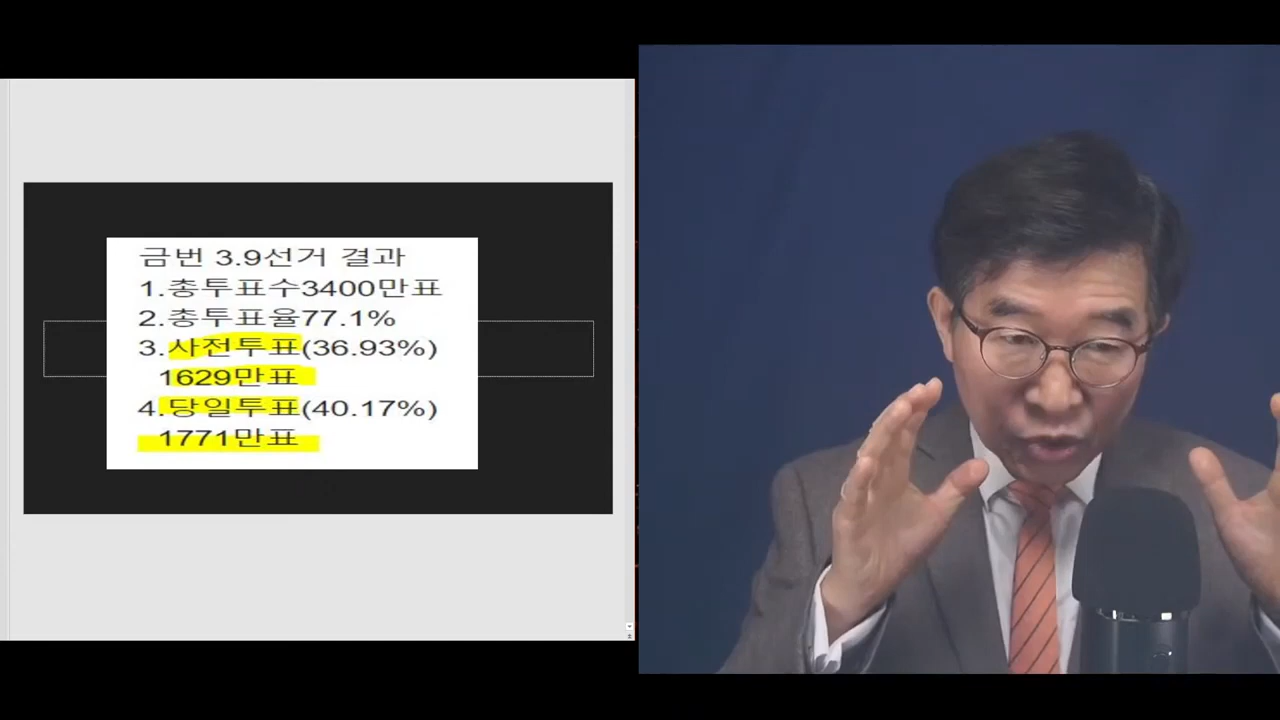 금번 3.9선거 결과
1.총투표수3400만표
2.총투표율77.1%
3.사전투표(36.93%)
1629만표
4.당일투표(40.17%)
1771만표